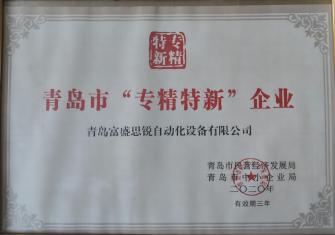 专精
特新
青岛市“专精特新”企业
青岛富盛思锐自动化设备有限公司
青岛市民营经济发展局
青岛市中小企业局
二〇二〇年
有效期三年